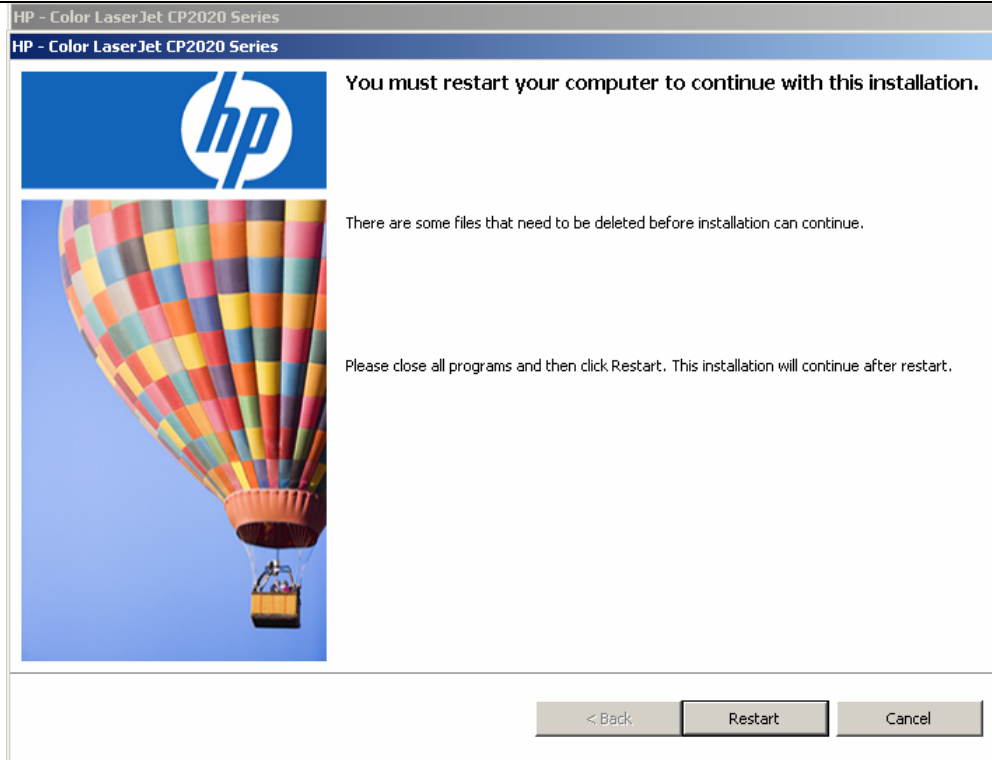 HP - Color LaserJet CP2020 Series
HP - Color LaserJet CP2020 Series
hp
You must restart your computer to continue with this installation.
There are some files that need to be deleted before installation can continue.
Please close all programs and then click Restart. This installation will continue after restart.
< Back
Restart
Cancel